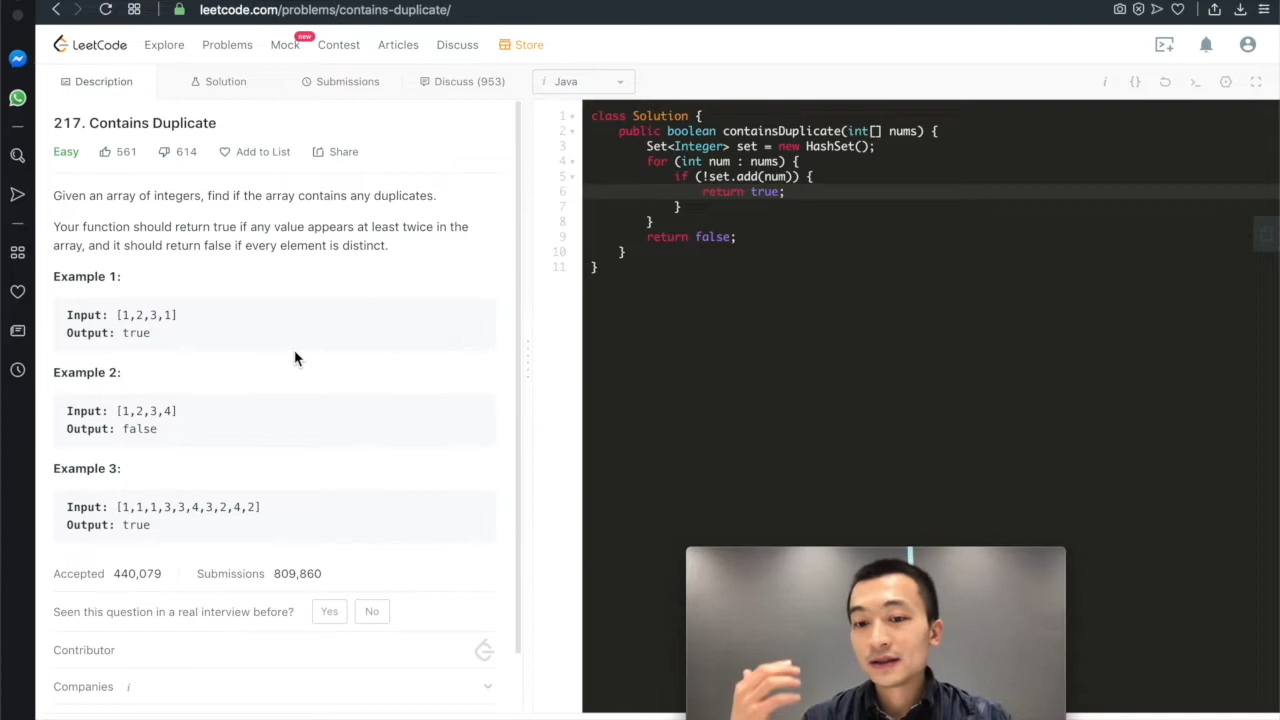 leetcode.com/problems/contains-duplicate/
LeetCode Explore Problems Mock new Contest Articles Discuss Store
Description Solution Submissions Discuss (953)
i Java
217. Contains Duplicate
Easy 561 614 Add to List Share
Given an array of integers, find if the array contains any duplicates.
Your function should return true if any value appears at least twice in the
array, and it should return false if every element is distinct.
Example 1:
Input: [1,2,3,1]
Output: true
Example 2:
Input: [1,2,3,4]
Output: false
Example 3:
Input: [1,1,1,3,3,4,3,2,4,2]
Output: true
Accepted 440,079 Submissions 809,860
Seen this question in a real interview before? Yes No
Contributor
Companies i
1 class Solution {
2 public boolean containsDuplicate(int[] nums) {
3 Set<Integer> set = new HashSet();
4 for (int num : nums) {
5 if (!set.add(num)) {
6 return true;
7 }
8 }
9 return false;
10 }
11 }